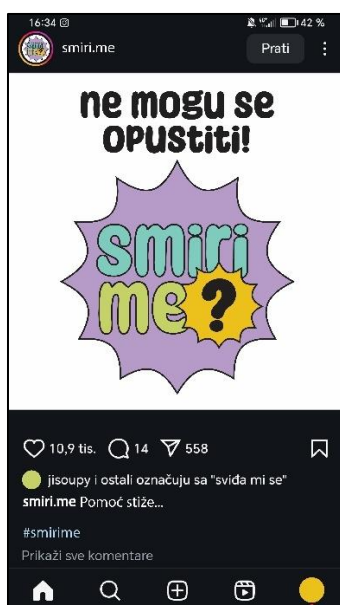 16:34 42 %
smiri.me Prati
ne mogu se
opustiti!
smiri
me?
10,9 tis. 14 558
jisoupy i ostali označuju sa "sviđa mi se"
smiri.me Pomoć stiže...
#smirime
Prikaži sve komentare